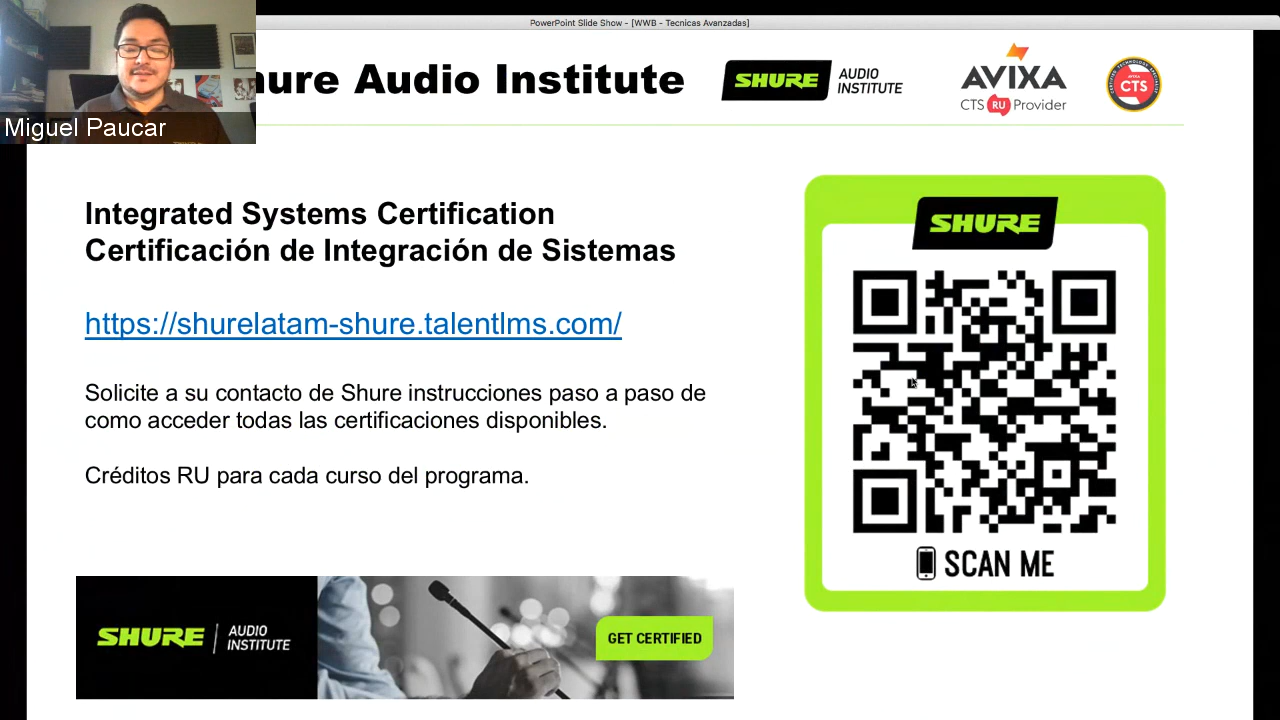 PowerPoint Slide Show - [WWB - Tecnicas Avanzadas]
hure Audio Institute
SHURE AUDIO INSTITUTE
AVIXA
CTS RU Provider
AVIXA
CTS
Miguel Paucar
Integrated Systems Certification
Certificación de Integración de Sistemas
https://shurelatam-shure.talentlms.com/
Solicite a su contacto de Shure instrucciones paso a paso de
como acceder todas las certificaciones disponibles.
Créditos RU para cada curso del programa.
SHURE
SCAN ME
SHURE AUDIO INSTITUTE
GET CERTIFIED